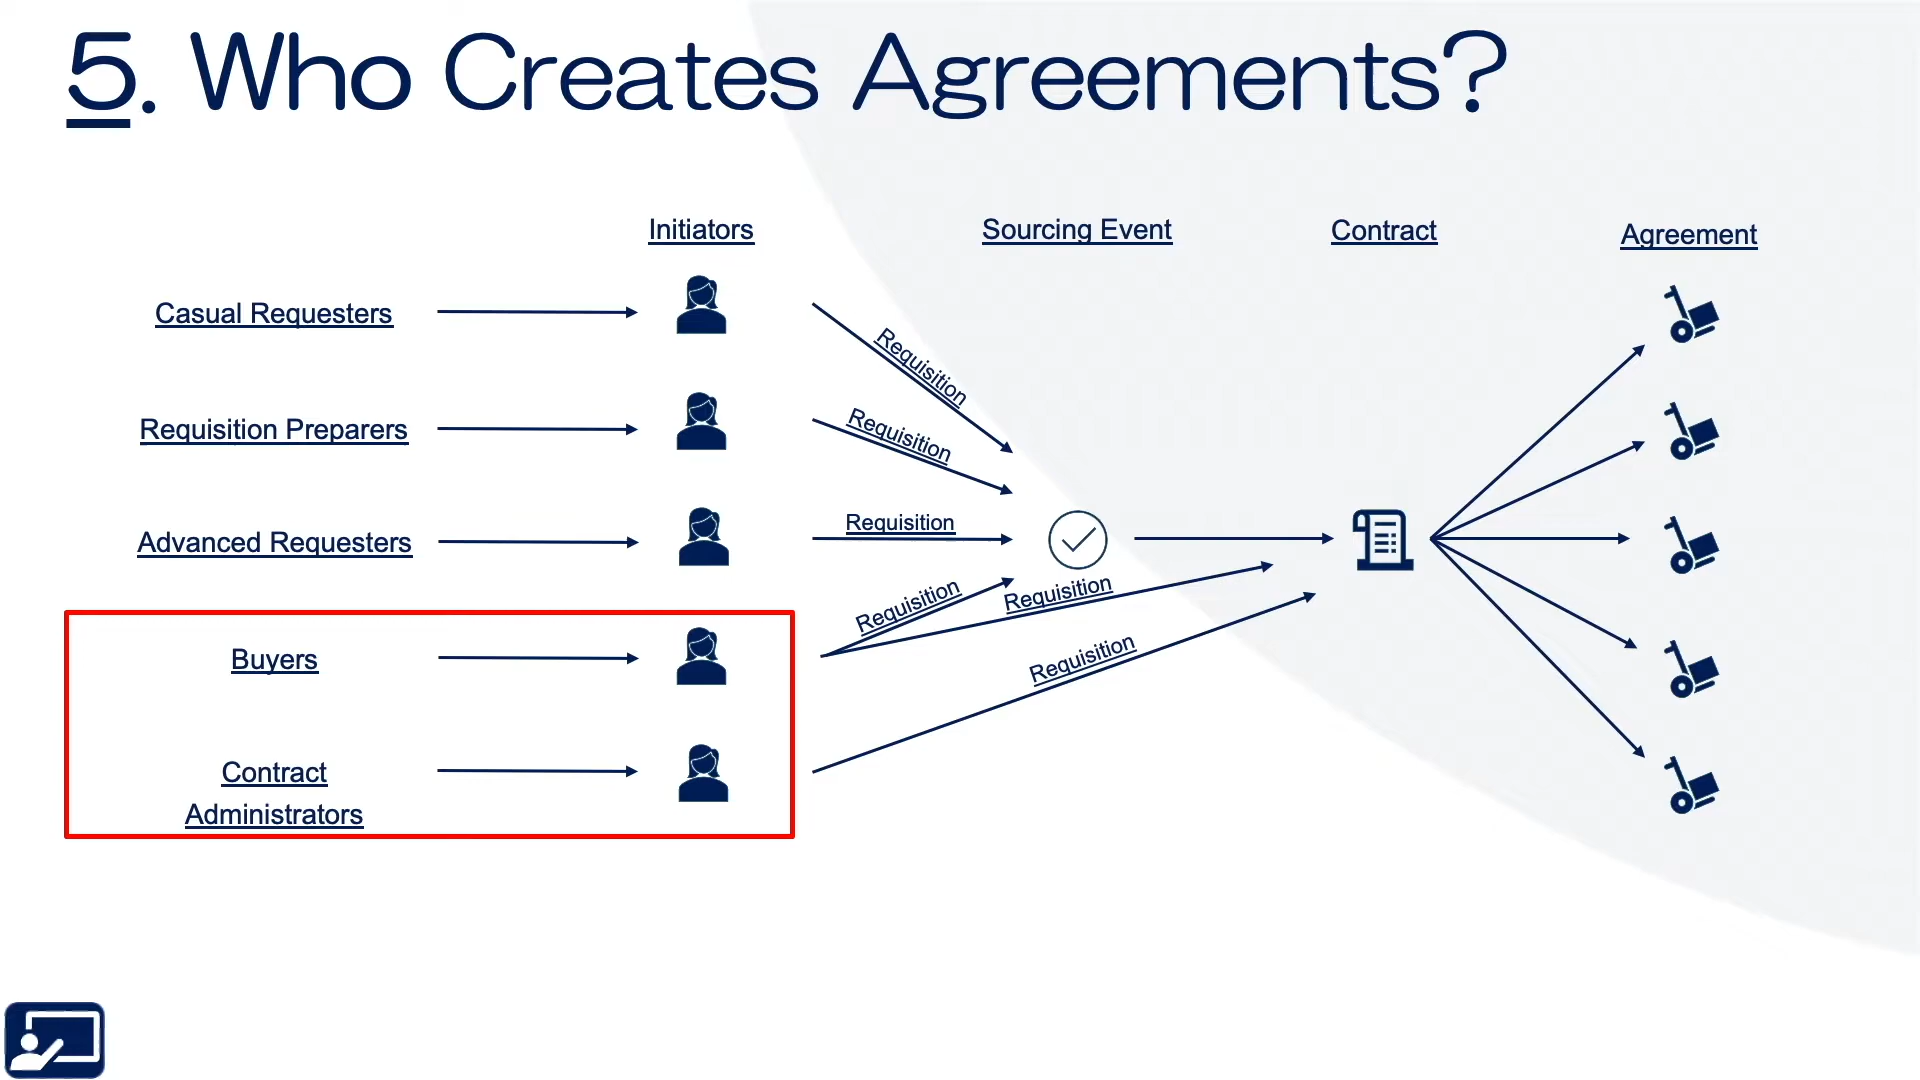 5. Who Creates Agreements?
Initiators
Sourcing Event
Contract
Agreement
Casual Requesters
Requisition
Requisition Preparers
Requisition
Advanced Requesters
Requisition
Buyers
Requisition
Requisition
Contract
Administrators
Requisition